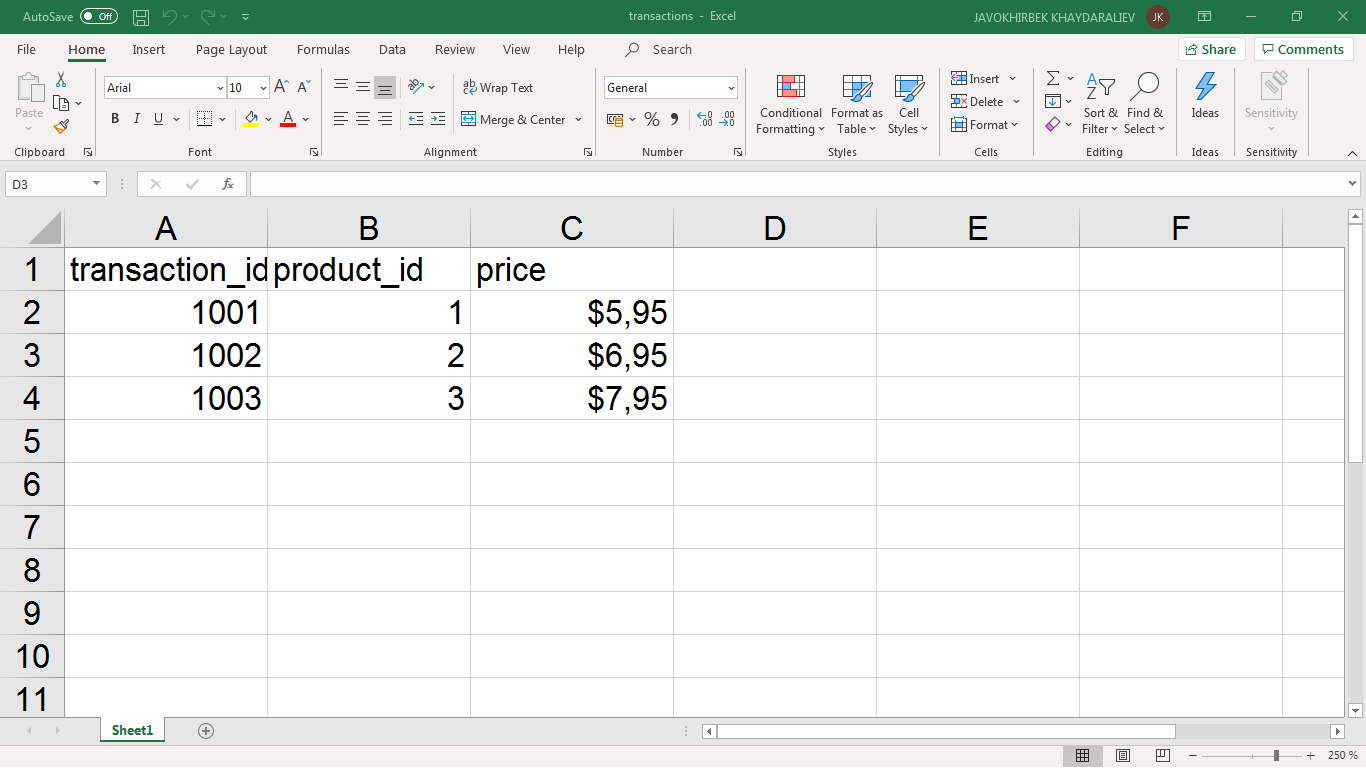 AutoSave Off transactions - Excel JAVOKHIRBEK KHAYDARALIEV JK
File Home Insert Page Layout Formulas Data Review View Help Search Share Comments
Paste Arial 10 A A Wrap Text General Conditional Formatting Format as Table Cell Styles Insert Delete Format Sort & Filter Find & Select Ideas Sensitivity
B I U A Merge & Center % ,
Clipboard Font Alignment Number Styles Cells Editing Ideas Sensitivity
D3 fx
A B C D E F
1 transaction_id product_id price
2 1001 1 $5,95
3 1002 2 $6,95
4 1003 3 $7,95
5
6
7
8
9
10
11
Sheet1
250 %